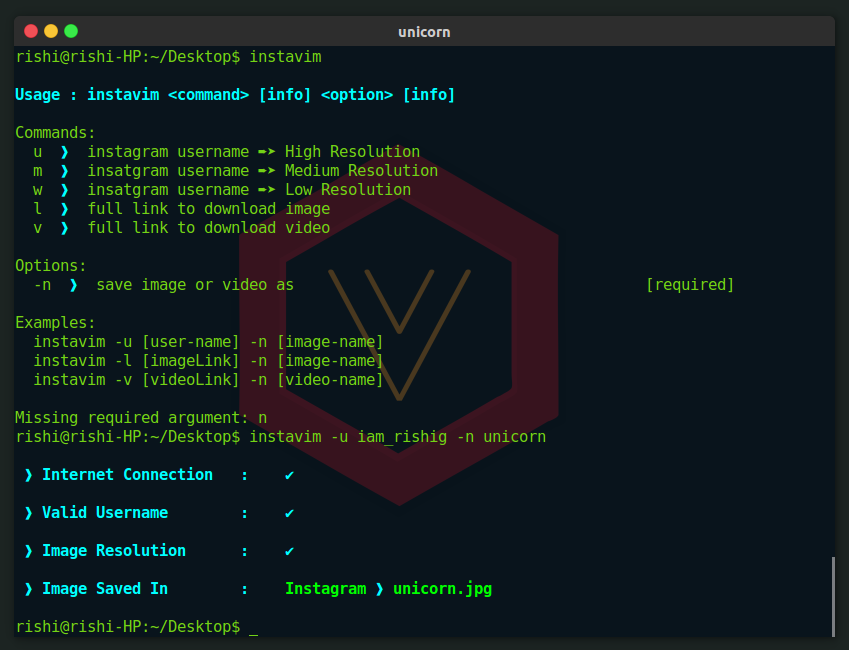 unicorn
rishi@rishi-HP:~/Desktop$ instavim
Usage : instavim <command> [info] <option> [info]
Commands:
u ❱ instagram username ➨➤ High Resolution
m ❱ insatgram username ➨➤ Medium Resolution
w ❱ insatgram username ➨➤ Low Resolution
l ❱ full link to download image
v ❱ full link to download video
Options:
-n ❱ save image or video as [required]
Examples:
instavim -u [user-name] -n [image-name]
instavim -l [imageLink] -n [image-name]
instavim -v [videoLink] -n [video-name]
Missing required argument: n
rishi@rishi-HP:~/Desktop$ instavim -u iam_rishig -n unicorn
❱ Internet Connection : ✔
❱ Valid Username : ✔
❱ Image Resolution : ✔
❱ Image Saved In : Instagram ❱ unicorn.jpg
rishi@rishi-HP:~/Desktop$ _